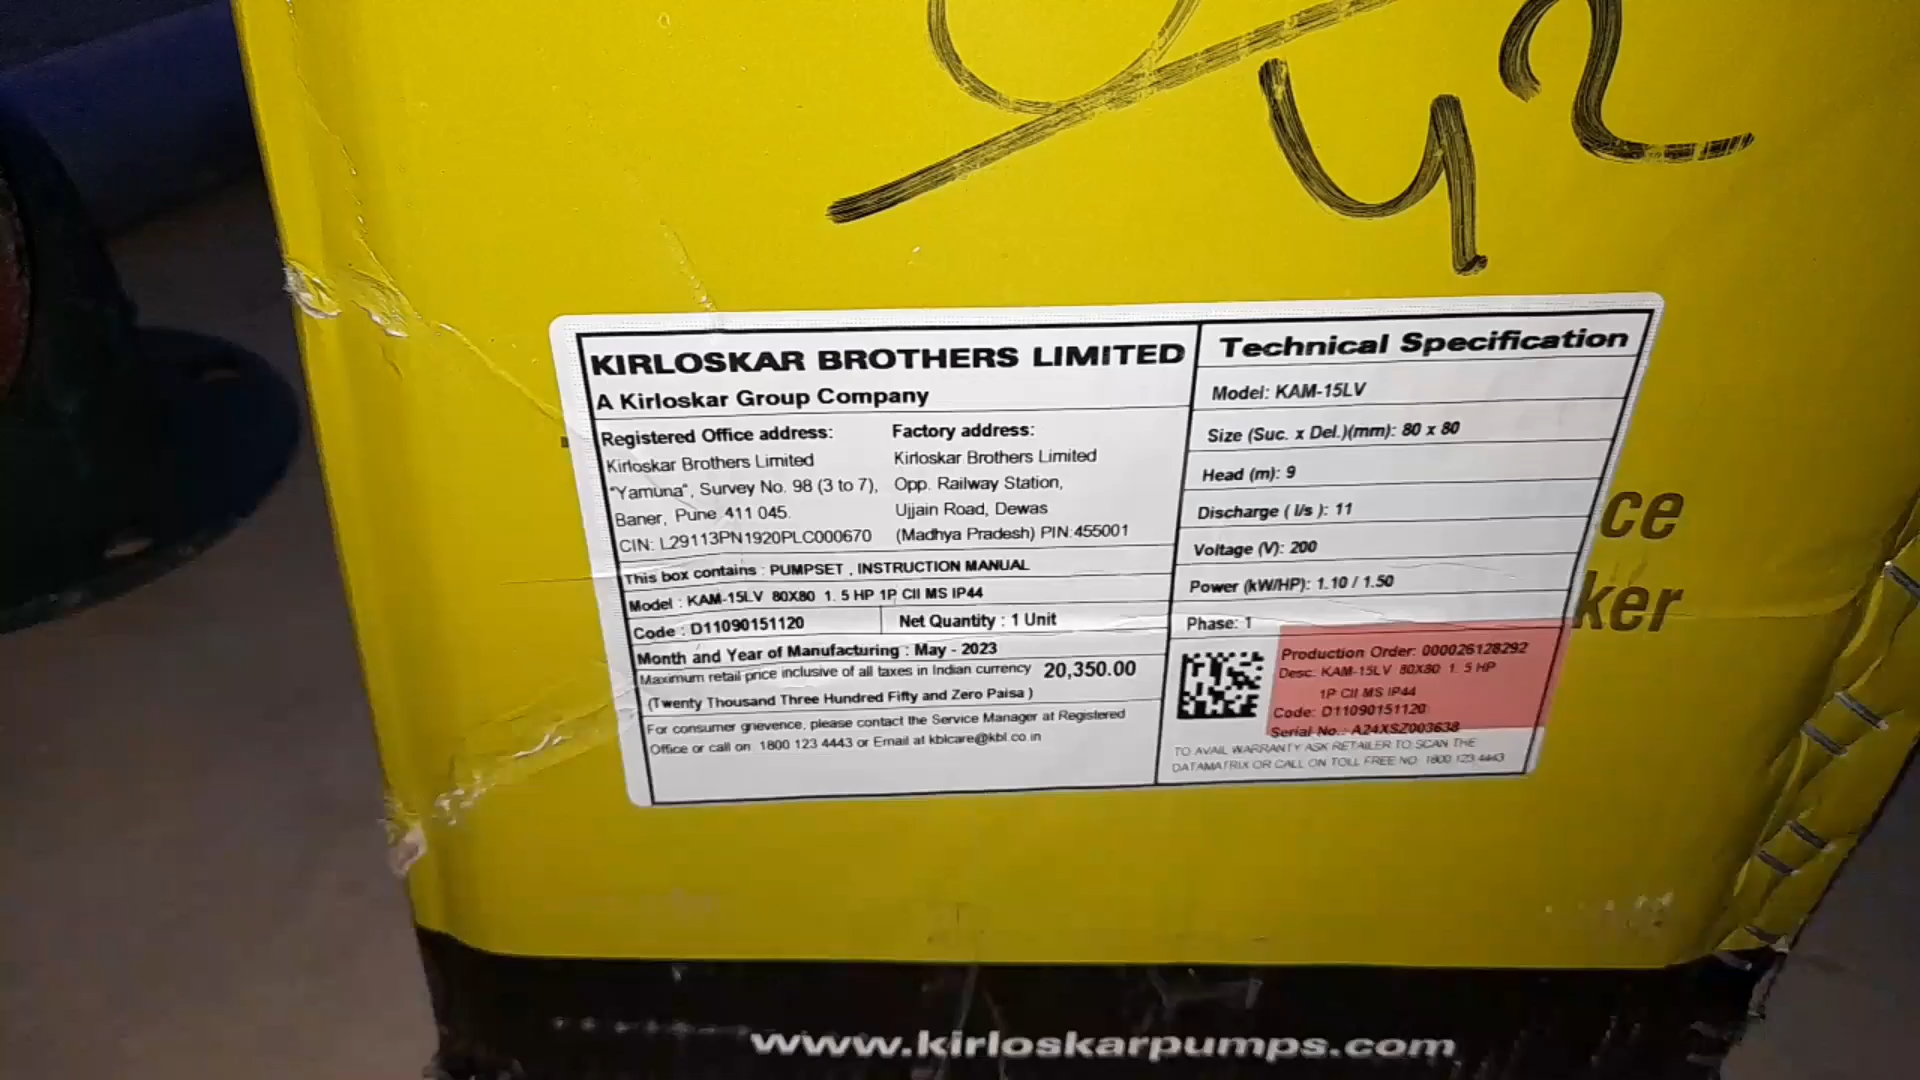 42
KIRLOSKAR BROTHERS LIMITED
A Kirloskar Group Company
Registered Office address:
Kirloskar Brothers Limited
"Yamuna", Survey No. 98 (3 to 7),
Baner, Pune 411 045.
CIN: L29113PN1920PLC000670
Factory address:
Kirloskar Brothers Limited
Opp. Railway Station,
Ujjain Road, Dewas
(Madhya Pradesh) PIN:455001
This box contains : PUMPSET , INSTRUCTION MANUAL
Model : KAM-15LV 80X80 1. 5 HP 1P CII MS IP44
Code : D11090151120
Net Quantity : 1 Unit
Month and Year of Manufacturing : May - 2023
Maximum retail price inclusive of all taxes in Indian currency 20,350.00
(Twenty Thousand Three Hundred Fifty and Zero Paisa )
For consumer grievence, please contact the Service Manager at Registered
Office or call on 1800 123 4443 or Email at kblcare@kbl.co.in
Technical Specification
Model: KAM-15LV
Size (Suc. x Del.)(mm): 80 x 80
Head (m): 9
Discharge ( l/s ): 11
Voltage (V): 200
Power (kW/HP): 1.10 / 1.50
Phase: 1
Production Order: 000026128292
Desc. KAM-15LV 80X80 1. 5 HP
1P CII MS IP44
Code: D11090151120
Serial No.: A24XSZ003638
TO AVAIL WARRANTY ASK RETAILER TO SCAN THE
DATAMATRIX OR CALL ON TOLL FREE NO. 1800 123 4443
ce
ker
www.kirloskarpumps.com